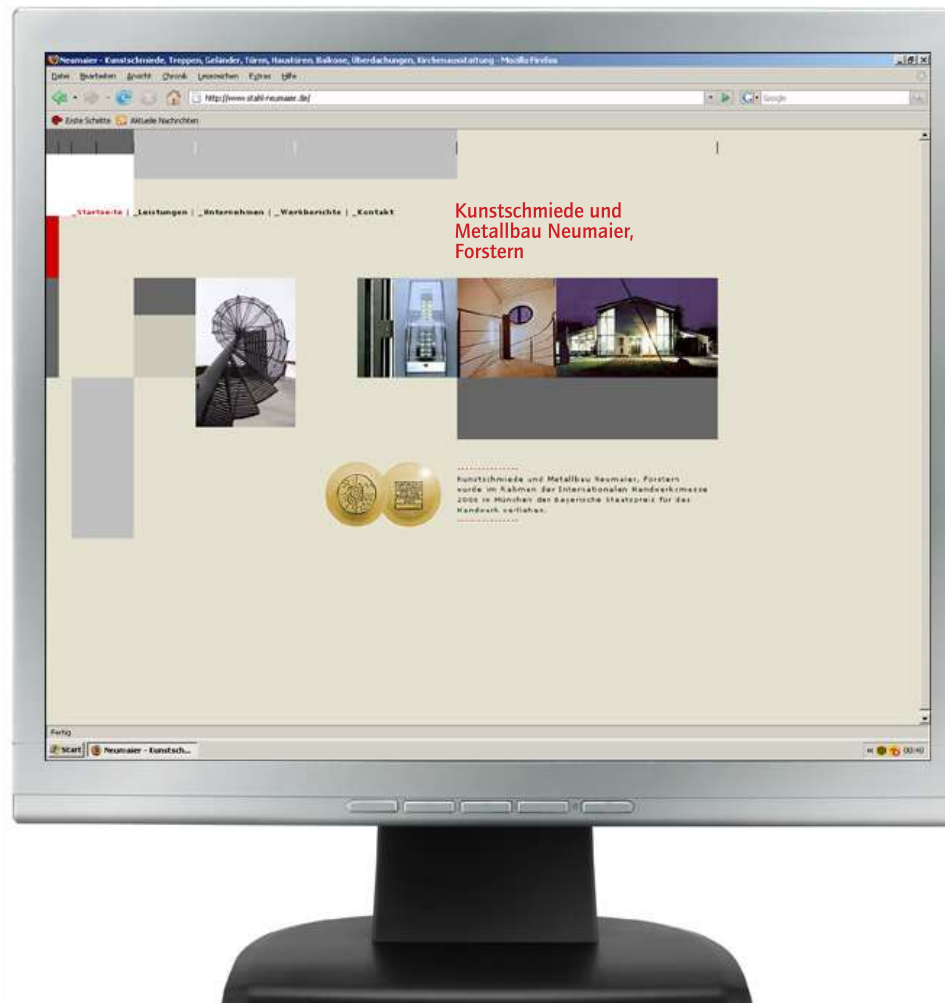 Neumaier - Kunstschmiede, Treppen, Geländer, Türen, Haustüren, Balkone, Überdachungen, Kirchenausstattung - Mozilla Firefox
Datei Bearbeiten Ansicht Chronik Lesezeichen Extras Hilfe
http://www.stahl-neumaier.de/
Google
Erste Schritte Aktuelle Nachrichten
_Startseite | _Leistungen | _Unternehmen | _Werkberichte | _Kontakt
Kunstschmiede und
Metallbau Neumaier,
Forstern
Kunstschmiede und Metallbau Neumaier, Forstern
wurde im Rahmen der Internationalen Handwerksmesse
in München der Bayerische Staatspreis für das
Handwerk verliehen.
Fertig
Start Neumaier - Kunstsch... « 00:40